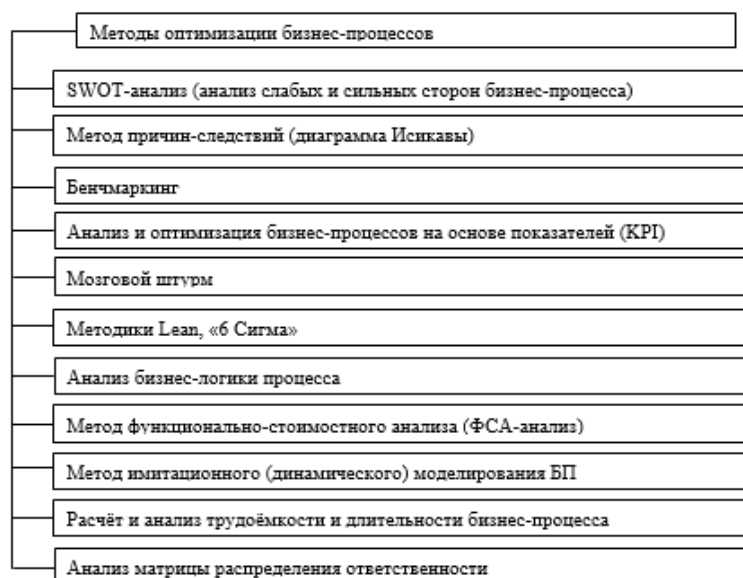 Методы оптимизации бизнес-процессов
SWOT-анализ (анализ слабых и сильных сторон бизнес-процесса)
Метод причин-следствий (диаграмма Исикавы)
Бенчмаркинг
Анализ и оптимизация бизнес-процессов на основе показателей (KPI)
Мозговой штурм
Методики Lean, «6 Сигма»
Анализ бизнес-логики процесса
Метод функционально-стоимостного анализа (ФСА-анализ)
Метод имитационного (динамического) моделирования БП
Расчёт и анализ трудоёмкости и длительности бизнес-процесса
Анализ матрицы распределения ответственности